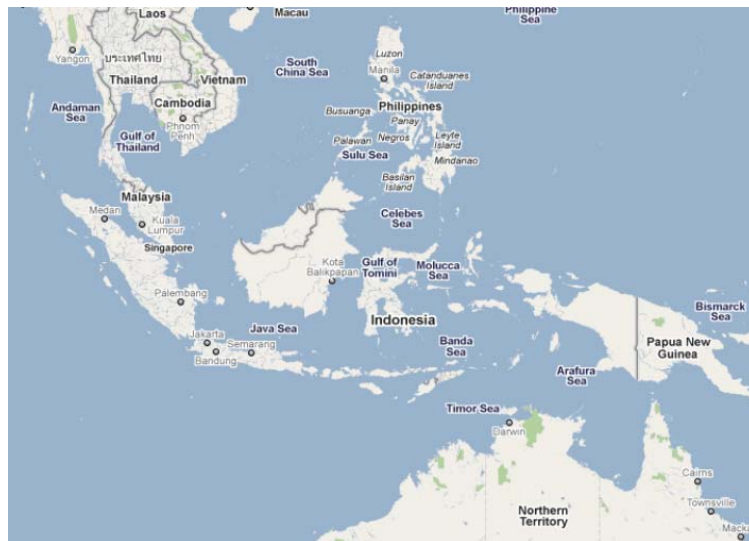 Laos
Macau
Philippine
Sea
Yangon
ประเทศไทย
Thailand
Vietnam
South
China Sea
Luzon
Manila
Catanduanes
Island
Andaman
Sea
Cambodia
Phnom
Penh
Gulf of
Thailand
Busuanga
Philippines
Palawan
Panay
Negros
Leyte
Island
Sulu Sea
Mindanao
Basilan
Island
Malaysia
Medan
Kuala
Lumpur
Singapore
Celebes
Sea
Kota
Balikpapan
Gulf of
Tomini
Molucca
Sea
Palembang
Bismarck
Sea
Java Sea
Indonesia
Jakarta
Semarang
Bandung
Banda
Sea
Papua New
Guinea
Arafura
Sea
Timor Sea
Darwin
Cairns
Townsville
Northern
Territory
Macka